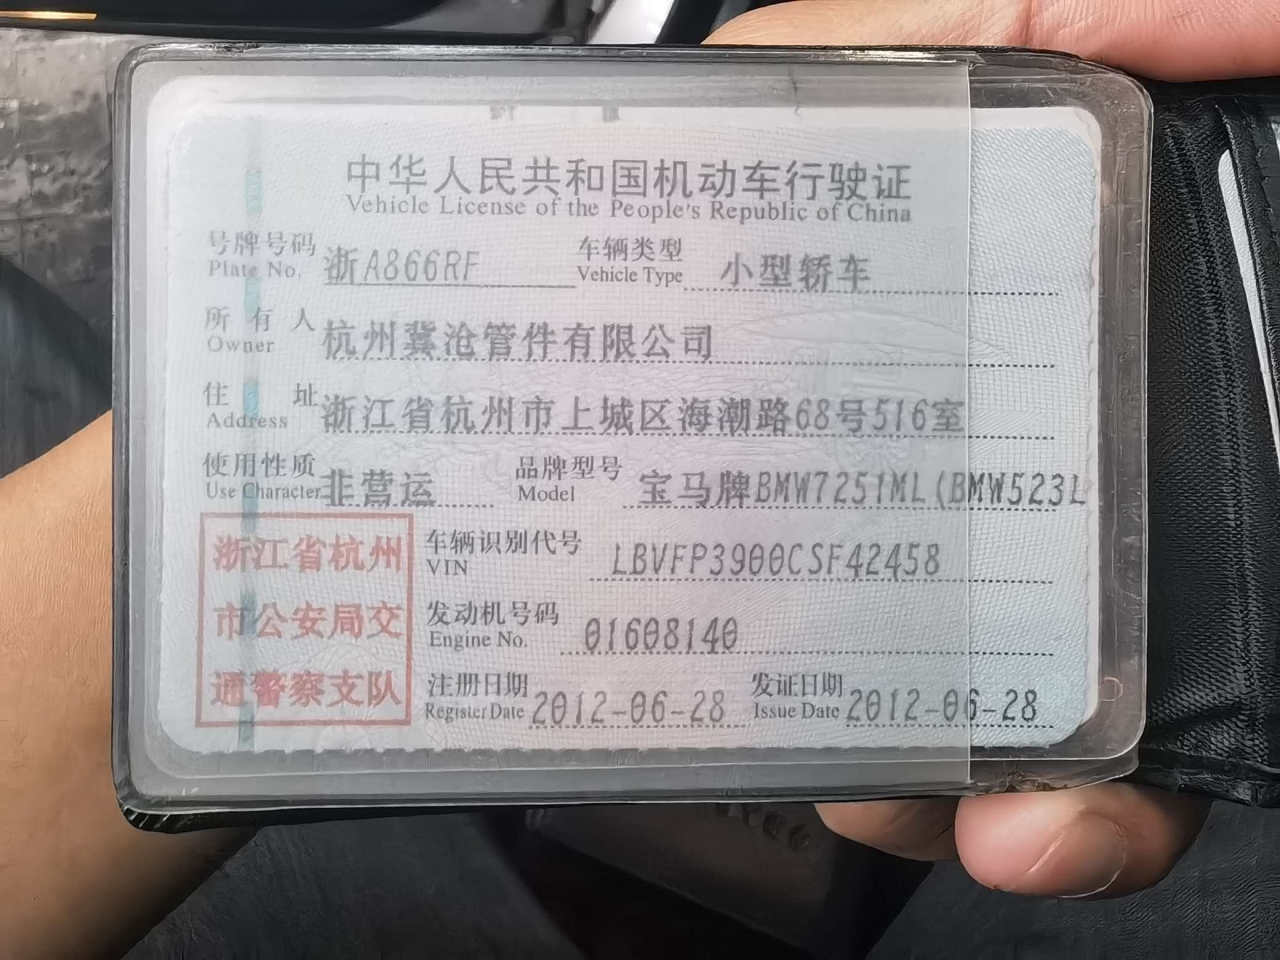 中华人民共和国机动车行驶证
Vehicle License of the People's Republic of China
号牌号码 浙A866RF 车辆类型 小型轿车
Plate No. Vehicle Type
所有人 杭州冀沧管件有限公司
Owner
住址 浙江省杭州市上城区海潮路68号516室
Address
使用性质 非营运 品牌型号 宝马牌BMW7251ML(BMW523L
Use Character Model
浙江省杭州
市公安局交
通警察支队
车辆识别代号 LBVFP3900CSF42458
VIN
发动机号码 01608140
Engine No.
注册日期 2012-06-28 发证日期 2012-06-28
Register Date Issue Date